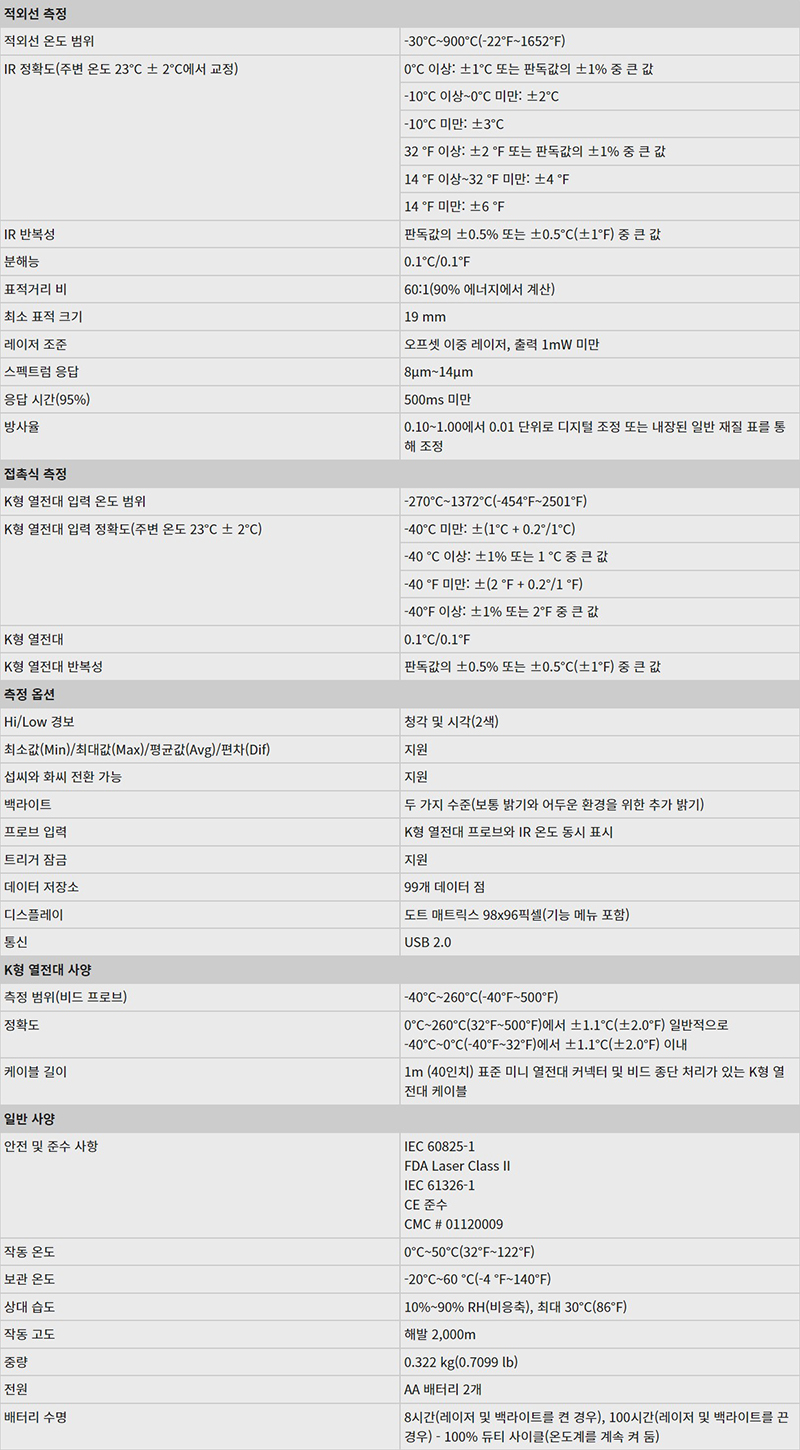 적외선 측정
적외선 온도 범위
-30°C~900°C(-22°F~1652°F)
IR 정확도(주변 온도 23°C ± 2°C에서 교정)
0°C 이상: ±1°C 또는 판독값의 ±1% 중 큰 값
-10°C 이상~0°C 미만: ±2°C
-10°C 미만: ±3°C
32 °F 이상: ±2 °F 또는 판독값의 ±1% 중 큰 값
14 °F 이상~32 °F 미만: ±4 °F
14 °F 미만: ±6 °F
IR 반복성
판독값의 ±0.5% 또는 ±0.5°C(±1°F) 중 큰 값
분해능
0.1°C/0.1°F
표적거리 비
60:1(90% 에너지에서 계산)
최소 표적 크기
19 mm
레이저 조준
오프셋 이중 레이저, 출력 1mW 미만
스펙트럼 응답
8μm~14μm
응답 시간(95%)
500ms 미만
방사율
0.10~1.00에서 0.01 단위로 디지털 조정 또는 내장된 일반 재질 표를 통
해 조정
접촉식 측정
K형 열전대 입력 온도 범위
-270°C~1372°C(-454°F~2501°F)
K형 열전대 입력 정확도(주변 온도 23°C ± 2°C)
-40°C 미만: ±(1°C + 0.2°/1°C)
-40 °C 이상: ±1% 또는 1 °C 중 큰 값
-40 °F 미만: ±(2 °F + 0.2°/1 °F)
-40°F 이상: ±1% 또는 2°F 중 큰 값
K형 열전대
0.1°C/0.1°F
K형 열전대 반복성
판독값의 ±0.5% 또는 ±0.5°C(±1°F) 중 큰 값
측정 옵션
Hi/Low 경보
청각 및 시각(2색)
최소값(Min)/최대값(Max)/평균값(Avg)/편차(Dif)
지원
섭씨와 화씨 전환 가능
지원
백라이트
두 가지 수준(보통 밝기와 어두운 환경을 위한 추가 밝기)
프로브 입력
K형 열전대 프로브와 IR 온도 동시 표시
트리거 잠금
지원
데이터 저장소
99개 데이터 점
디스플레이
도트 매트릭스 98x96픽셀(기능 메뉴 포함)
통신
USB 2.0
K형 열전대 사양
측정 범위(비드 프로브)
-40°C~260°C(-40°F~500°F)
정확도
0°C~260°C(32°F~500°F)에서 ±1.1°C(±2.0°F) 일반적으로
-40°C~0°C(-40°F~32°F)에서 ±1.1°C(±2.0°F) 이내
케이블 길이
1m (40인치) 표준 미니 열전대 커넥터 및 비드 종단 처리가 있는 K형 열
전대 케이블
일반 사양
안전 및 준수 사항
IEC 60825-1
FDA Laser Class II
IEC 61326-1
CE 준수
CMC # 01120009
작동 온도
0°C~50°C(32°F~122°F)
보관 온도
-20°C~60 °C(-4 °F~140°F)
상대 습도
10%~90% RH(비응축), 최대 30°C(86°F)
작동 고도
해발 2,000m
중량
0.322 kg(0.7099 lb)
전원
AA 배터리 2개
배터리 수명
8시간(레이저 및 백라이트를 켠 경우), 100시간(레이저 및 백라이트를 끈
경우) - 100% 듀티 사이클(온도계를 계속 켜 둠)